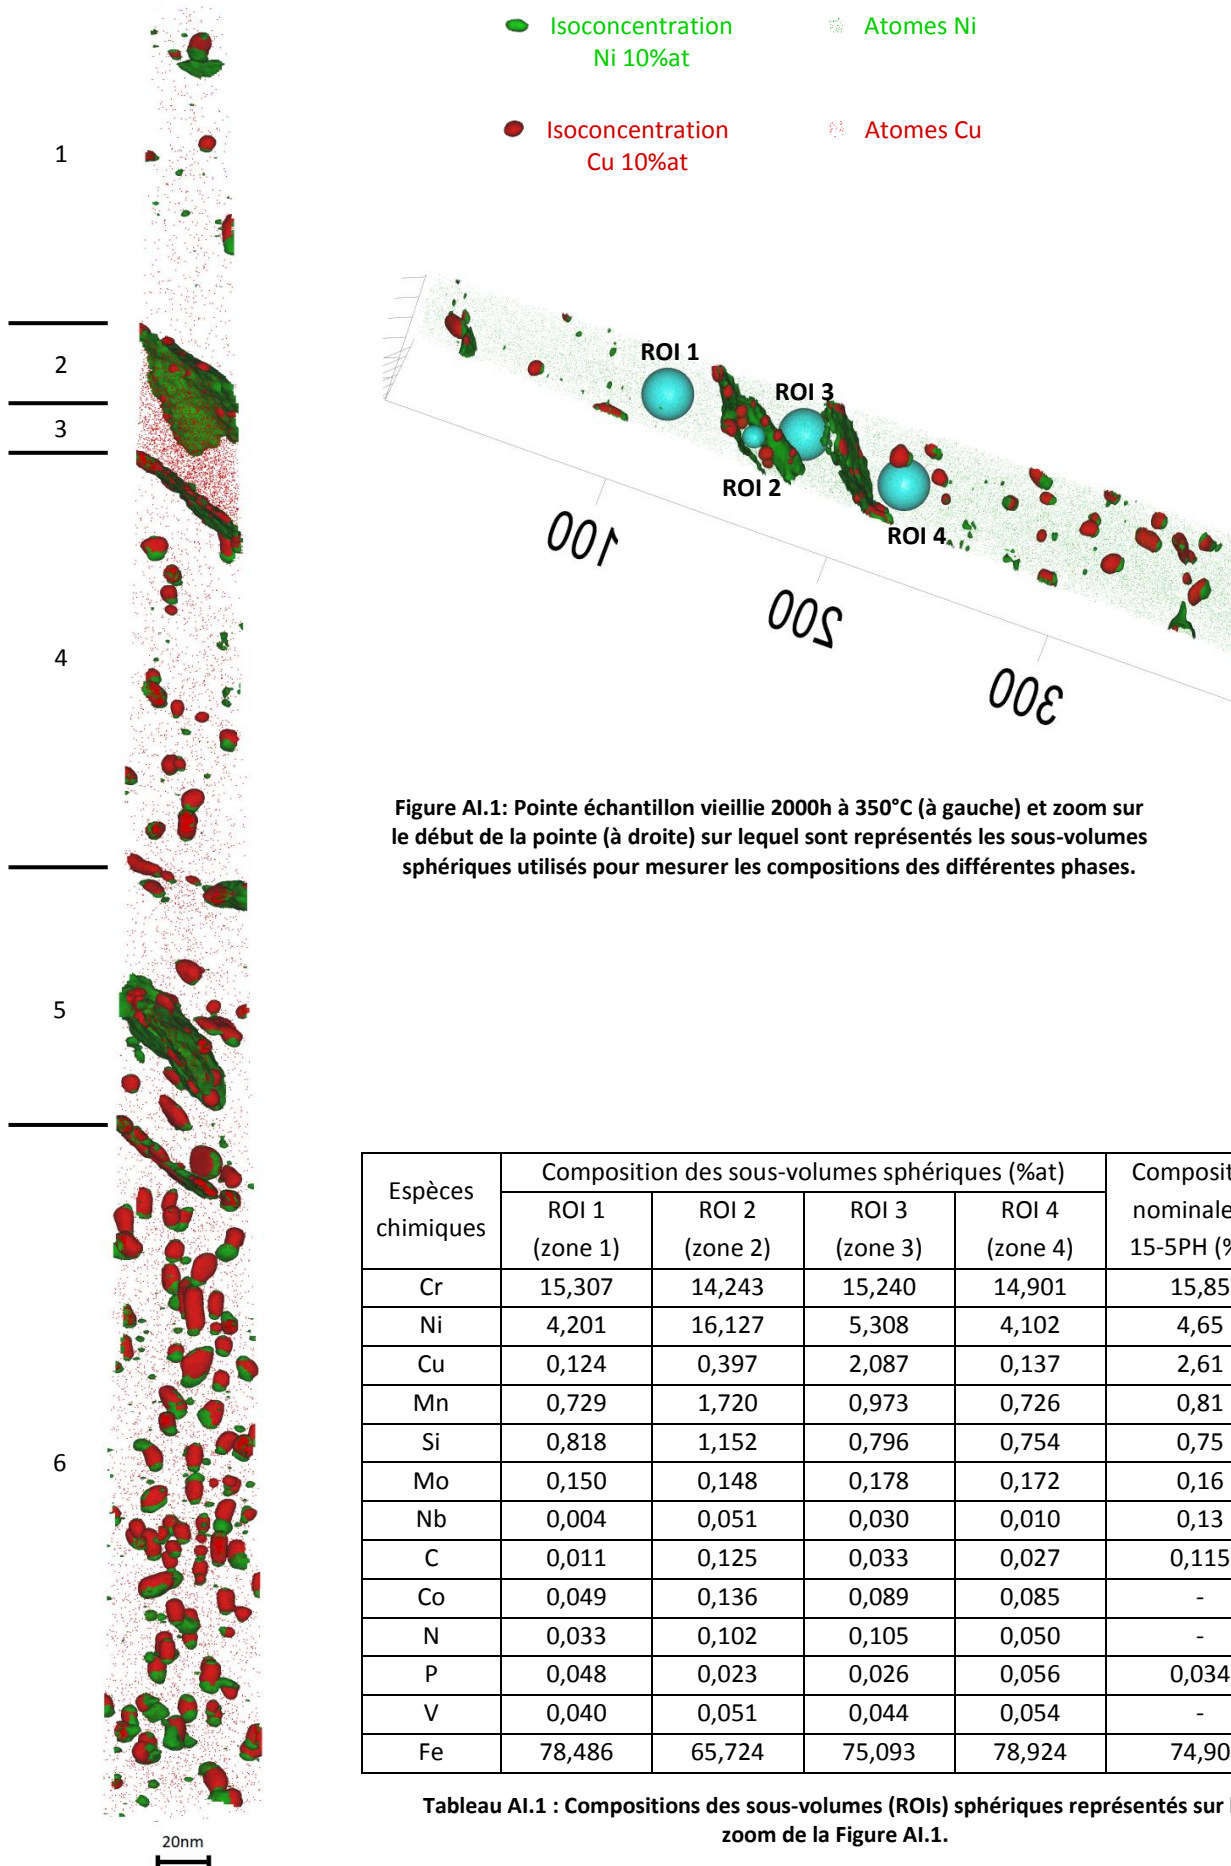 Isoconcentration
Ni 10%at
Atomes Ni
Isoconcentration
Cu 10%at
Atomes Cu
1
2
3
4
5
6
20nm
ROI 1
ROI 2
ROI 3
ROI 4
100
200
300
Figure AI.1: Pointe échantillon vieillie 2000h à 350°C (à gauche) et zoom sur
le début de la pointe (à droite) sur lequel sont représentés les sous-volumes
sphériques utilisés pour mesurer les compositions des différentes phases.
Espèces chimiques Composition des sous-volumes sphériques (%at) nominale
ROI 1 ROI 2 ROI 3 ROI 4 15-5PH
(zone 1) (zone 2) (zone 3) (zone 4)
Cr 15,307 14,243 15,240 14,901 15,85
Ni 4,201 16,127 5,308 4,102 4,65
Cu 0,124 0,397 2,087 0,137 2,61
Mn 0,729 1,720 0,973 0,726 0,81
Si 0,818 1,152 0,796 0,754 0,75
Mo 0,150 0,148 0,178 0,172 0,16
Nb 0,004 0,051 0,030 0,010 0,13
C 0,011 0,125 0,033 0,027 0,115
Co 0,049 0,136 0,089 0,085 -
N 0,033 0,102 0,105 0,050 -
P 0,048 0,023 0,026 0,056 0,034
V 0,040 0,051 0,044 0,054 -
Fe 78,486 65,724 75,093 78,924 74,90
Tableau AI.1 : Compositions des sous-volumes (ROIs) sphériques représentés sur
zoom de la Figure AI.1.